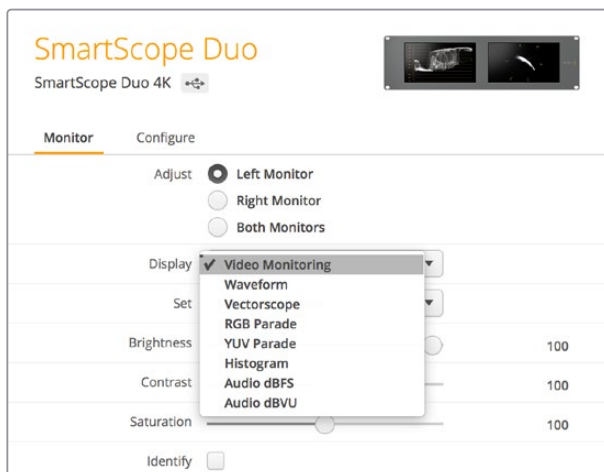 SmartScope Duo
SmartScope Duo 4K
Monitor Configure
Adjust Left Monitor
Right Monitor
Both Monitors
Display ✓ Video Monitoring
Waveform
Set Vectorscope
RGB Parade
Brightness YUV Parade 100
Histogram
Contrast Audio dBFS 100
Audio dBVU
Saturation 100
Identify